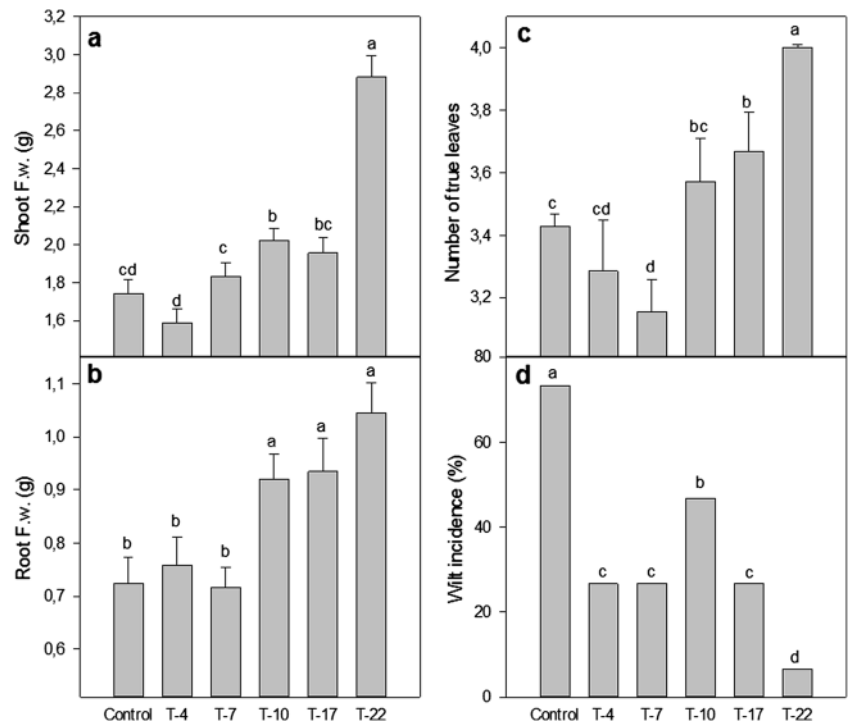 a
Shoot F.w. (g)
3,2
3,0
2,8
2,6
2,4
2,2
2,0
1,8
1,6
cd
d
c
b
bc
a
b
Root F.w. (g)
1,1
1,0
0,9
0,8
0,7
0,6
b
b
b
a
a
a
Control T-4 T-7 T-10 T-17 T-22
c
Number of true leaves
4,0
3,8
3,6
3,4
3,2
c
cd
d
bc
b
a
d
Wilt incidence (%)
80
60
40
20
0
a
c
c
b
c
d
Control T-4 T-7 T-10 T-17 T-22